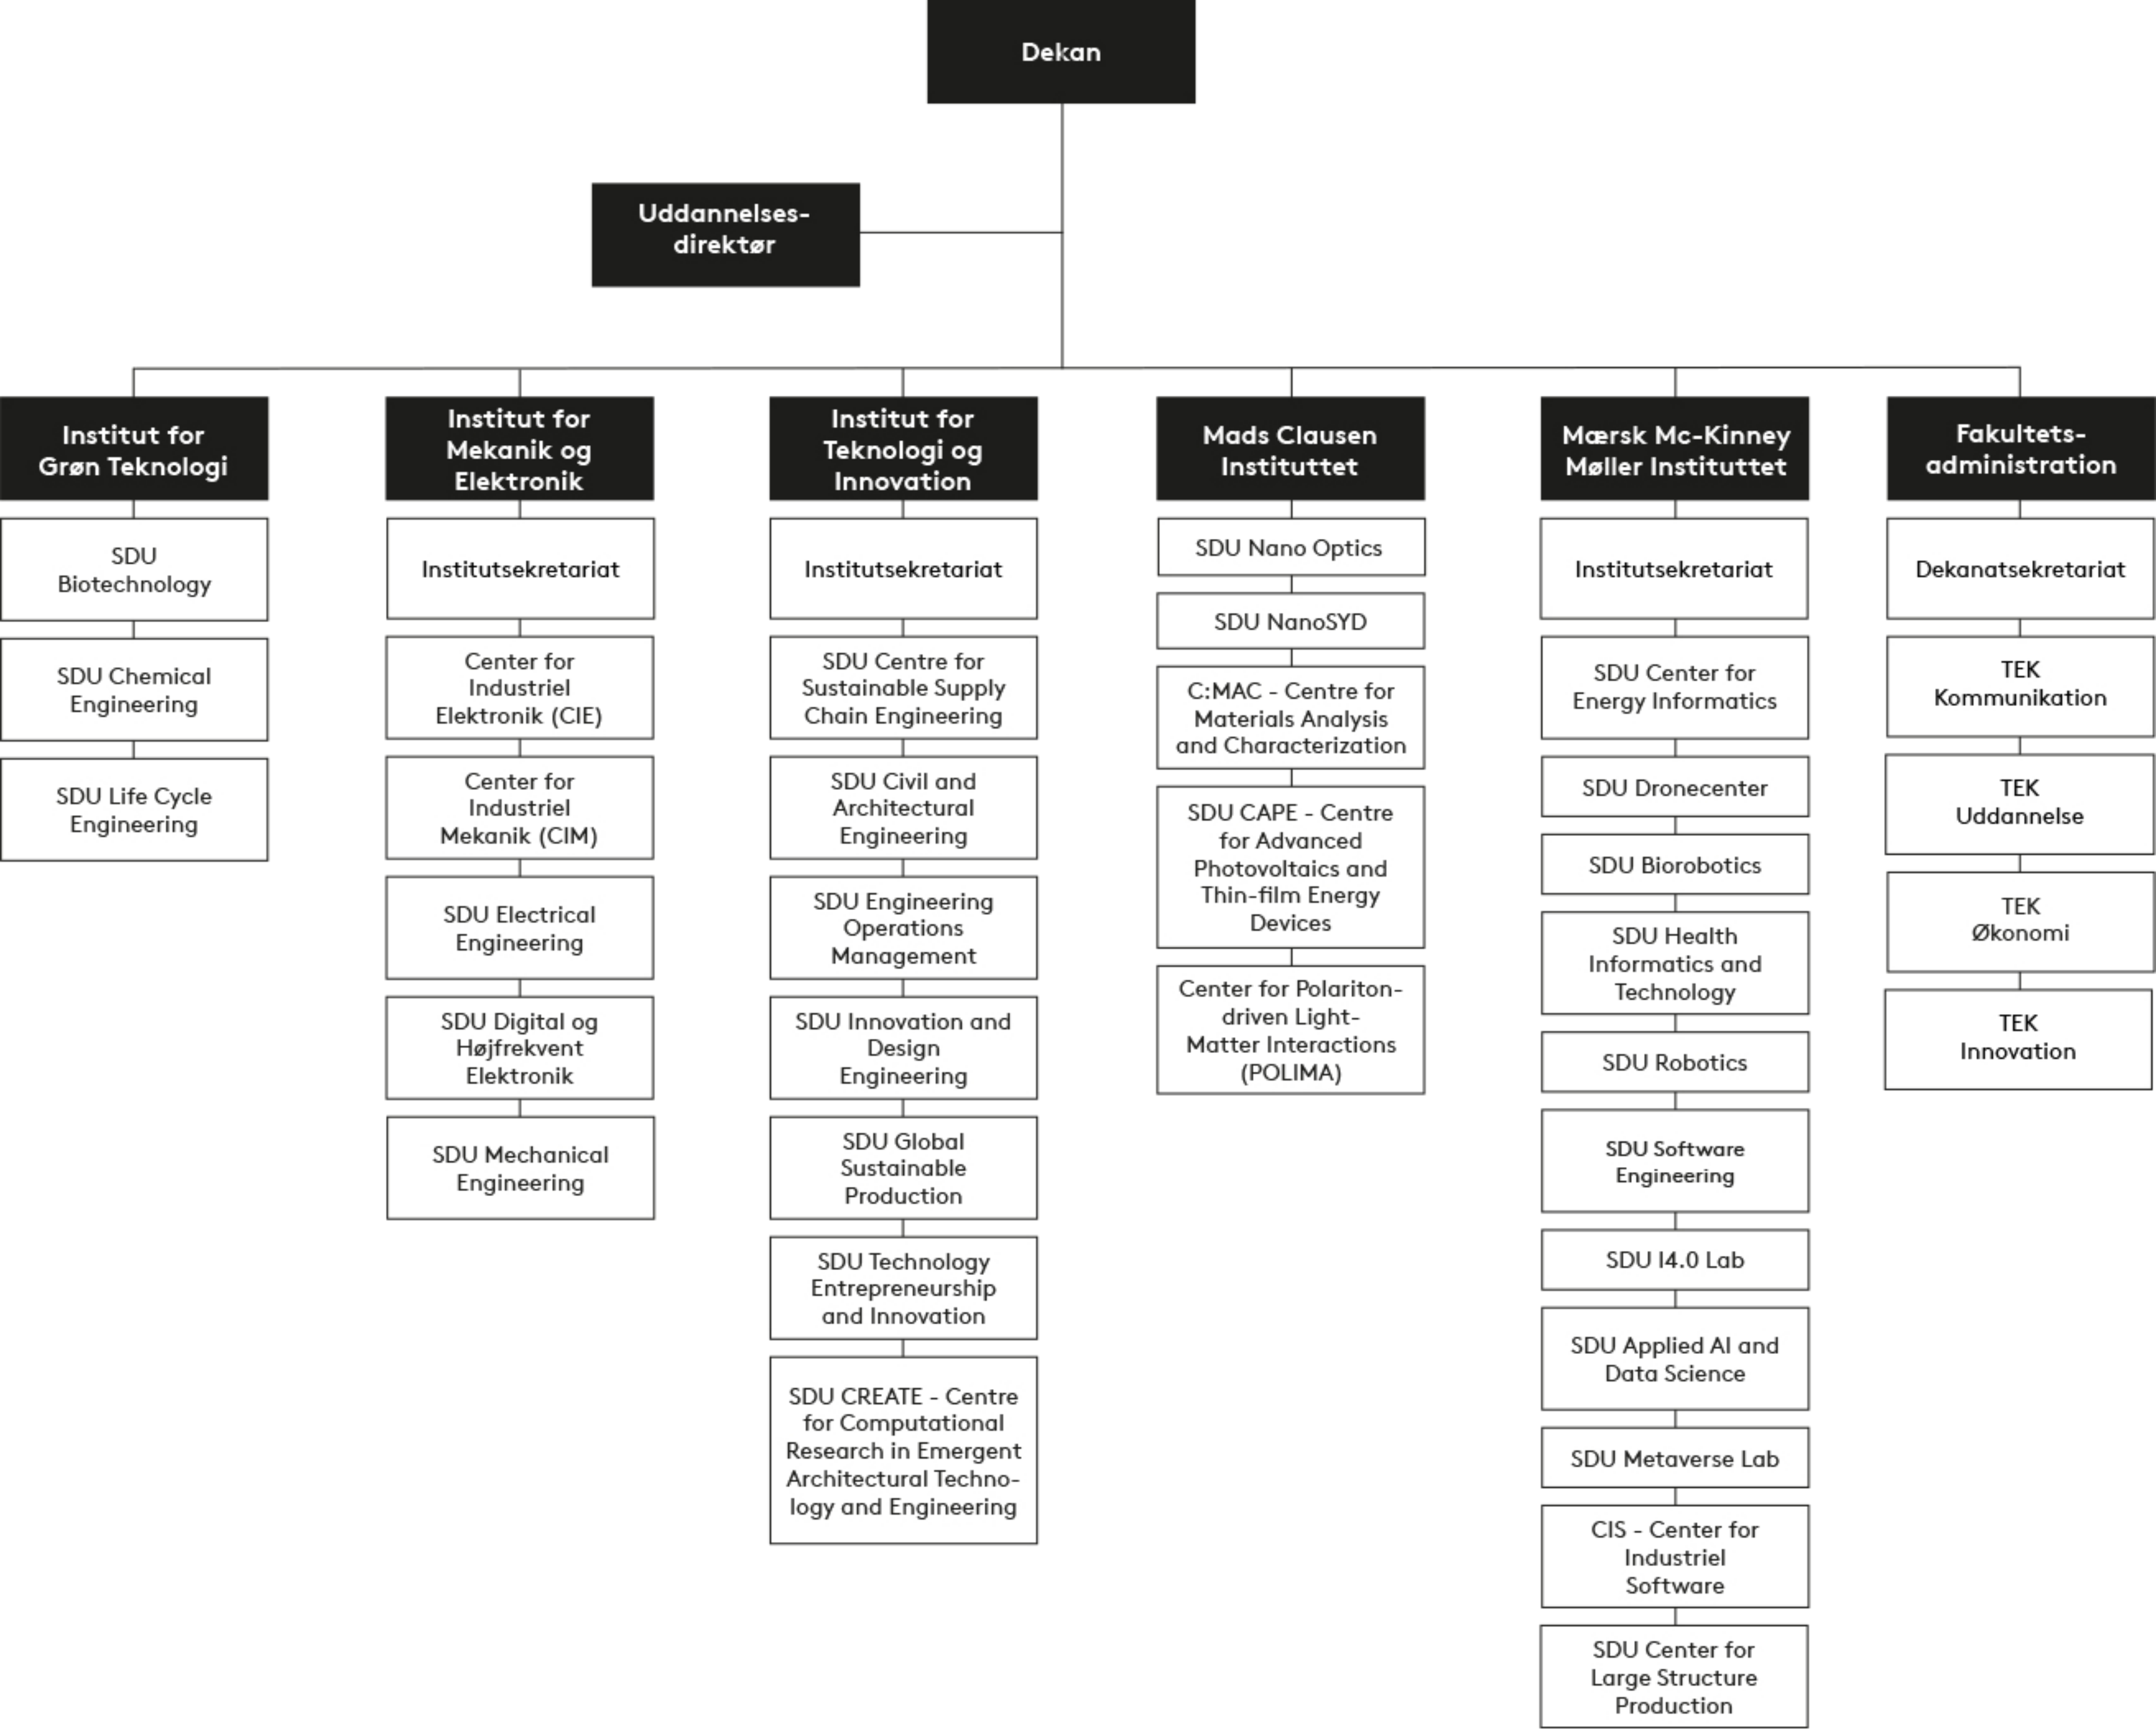 Dekan
Uddannelses-
direktør
Institut for
Grøn Teknologi
SDU
Biotechnology
SDU Chemical
Engineering
SDU Life Cycle
Engineering
Institut for
Mekanik og
Elektronik
Institutsekretariat
Center for
Industriel
Elektronik (CIE)
Center for
Industriel
Mekanik (CIM)
SDU Electrical
Engineering
SDU Digital og
Højfrekvent
Elektronik
SDU Mechanical
Engineering
Institut for
Teknologi og
Innovation
Institutsekretariat
SDU Centre for
Sustainable Supply
Chain Engineering
SDU Civil and
Architectural
Engineering
SDU Engineering
Operations
Management
SDU Innovation and
Design
Engineering
SDU Global
Sustainable
Production
SDU Technology
Entrepreneurship
and Innovation
SDU CREATE - Centre
for Computational
Research in Emergent
Architectural Techno-
logy and Engineering
Mads Clausen
Instituttet
SDU Nano Optics
SDU NanoSYD
C:MAC - Centre for
Materials Analysis
and Characterization
SDU CAPE - Centre
for Advanced
Photovoltaics and
Thin-film Energy
Devices
Center for Polariton-
driven Light-
Matter Interactions
(POLIMA)
Mærsk Mc-Kinney
Møller Instituttet
Institutsekretariat
SDU Center for
Energy Informatics
SDU Dronecenter
SDU Biorobotics
SDU Health
Informatics and
Technology
SDU Robotics
SDU Software
Engineering
SDU I4.0 Lab
SDU Applied AI and
Data Science
SDU Metaverse Lab
CIS - Center for
Industriel
Software
SDU Center for
Large Structure
Production
Fakultets-
administration
Dekanatsekretariat
TEK
Kommunikation
TEK
Uddannelse
TEK
Økonomi
TEK
Innovation